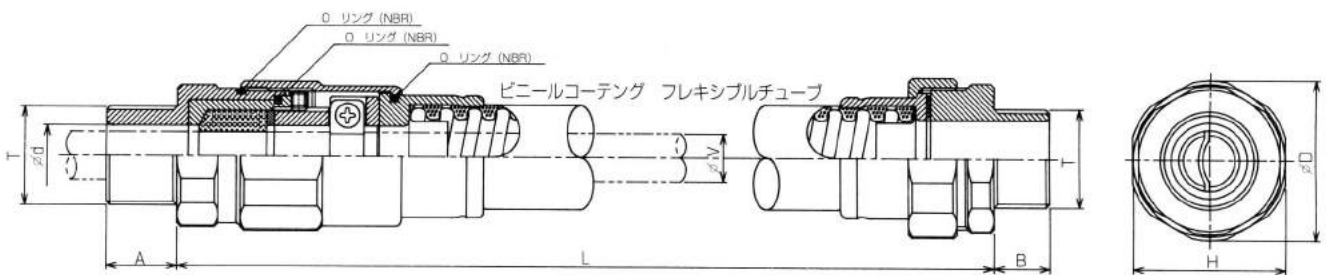 O リング (NBR)
O リング (NBR)
O リング (NBR)
ビニールコーテング フレキシブルチューブ
T
ød
øV
T
øD
A
L
B
H